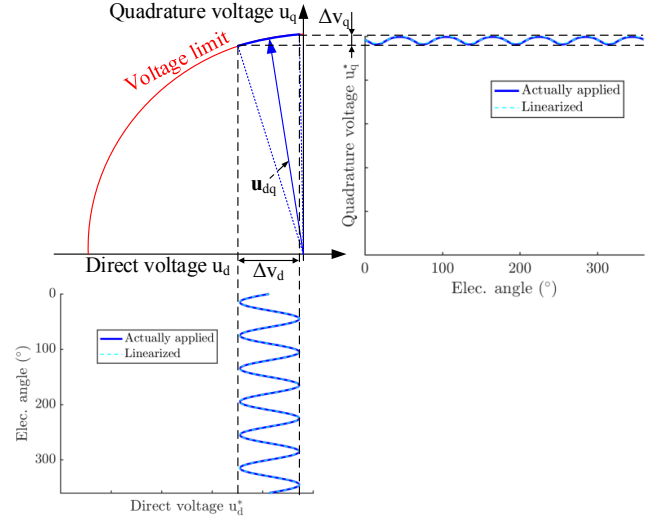 Quadrature voltage u_q
Δv_q
Voltage limit
u_dq
Direct voltage u_d
Δv_d
Quadrature voltage u_q^*
Actually applied
Linearized
0
100
200
300
Elec. angle (°)
0
100
200
300
Elec. angle (°)
Actually applied
Linearized
Direct voltage u_d^*